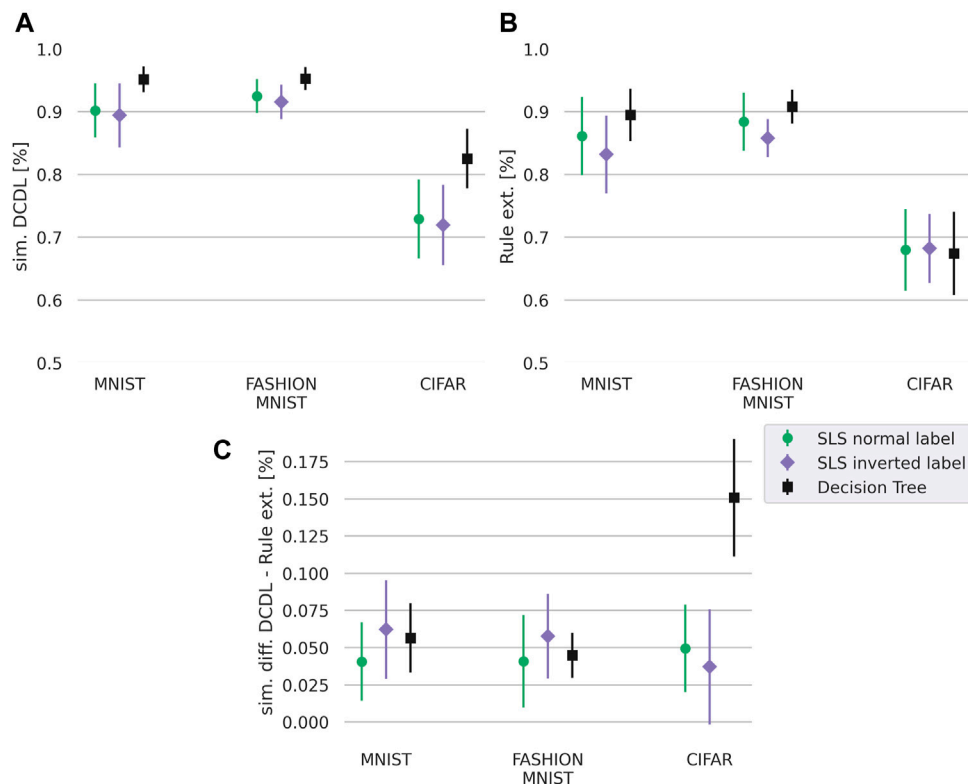 A
1.0
0.9
0.8
0.7
0.6
0.5
sim. DCDL [%]
MNIST
FASHION
MNIST
CIFAR
B
1.0
0.9
0.8
0.7
0.6
0.5
Rule ext. [%]
MNIST
FASHION
MNIST
CIFAR
C
0.175
0.150
0.125
0.100
0.075
0.050
0.025
0.000
sim. diff. DCDL - Rule ext. [%]
MNIST
FASHION
MNIST
CIFAR
SLS normal label
SLS inverted label
Decision Tree